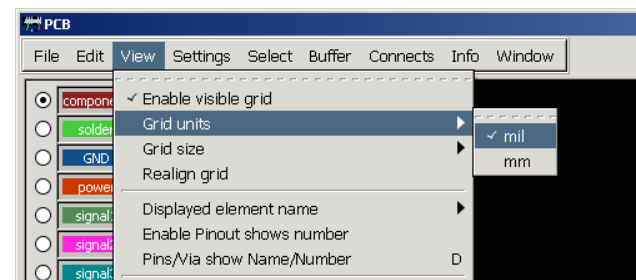 PCB
File Edit View Settings Select Buffer Connects Info Window
compone
Enable visible grid
solder
Grid units
mil
GND
Grid size
mm
power
Realign grid
signal
Displayed element name
signal2
Enable Pinout shows number
signal3
Pins/Via show Name/Number D